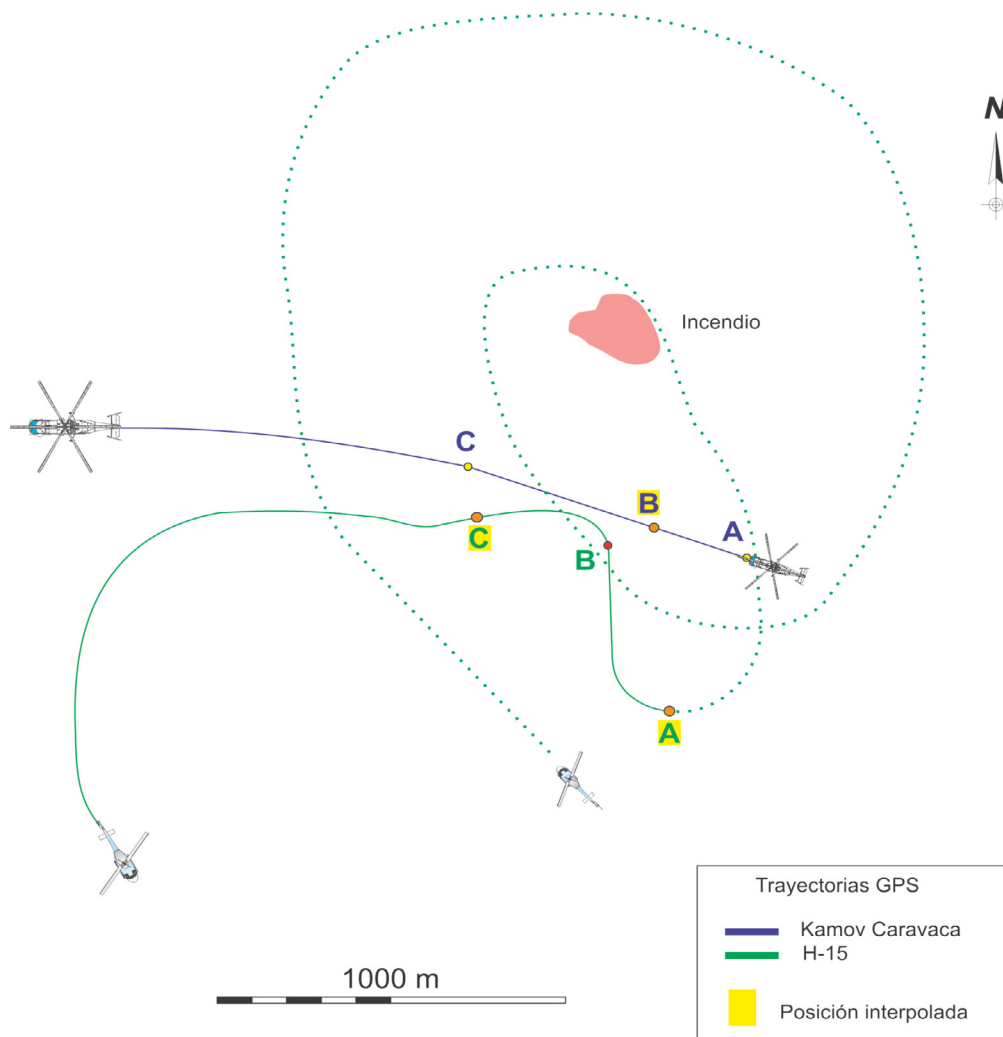 N
Incendio
C
B
A
C
B
A
1000 m
Trayectorias GPS
Kamov Caravaca
H-15
Posición interpolada